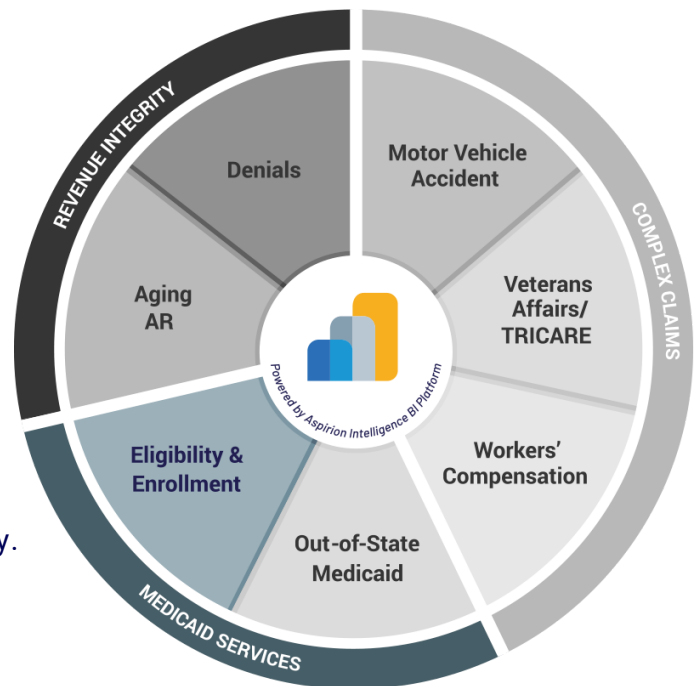 REVENUE INTEGRITY
COMPLEX CLAIMS
Denials
Motor Vehicle
Accident
Aging
AR
Veterans
Affairs/
TRICARE
Powered by Aspirion Intelligence BI Platform
Eligibility &
Enrollment
Workers'
Compensation
Out-of-State
Medicaid
MEDICAID SERVICES